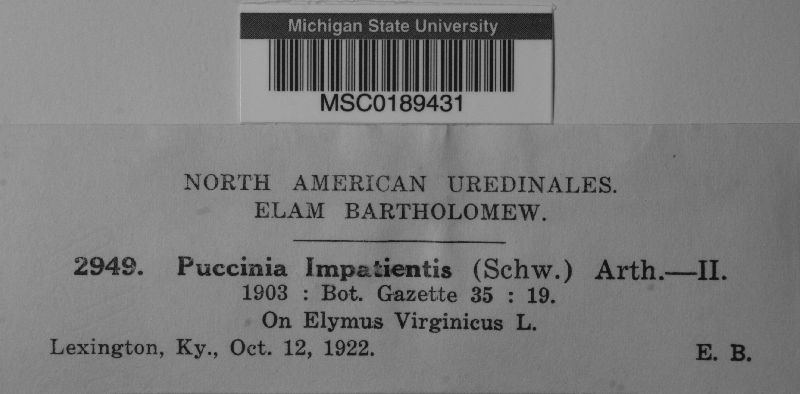 Michigan State University
MSC0189431
NORTH AMERICAN UREDINALES.
ELAM BARTHOLOMEW.
2949. Puccinia Impatientis (Schw.) Arth.—II.
1903 : Bot. Gazette 35 : 19.
On Elymus Virginicus L.
Lexington, Ky., Oct. 12, 1922. E. B.